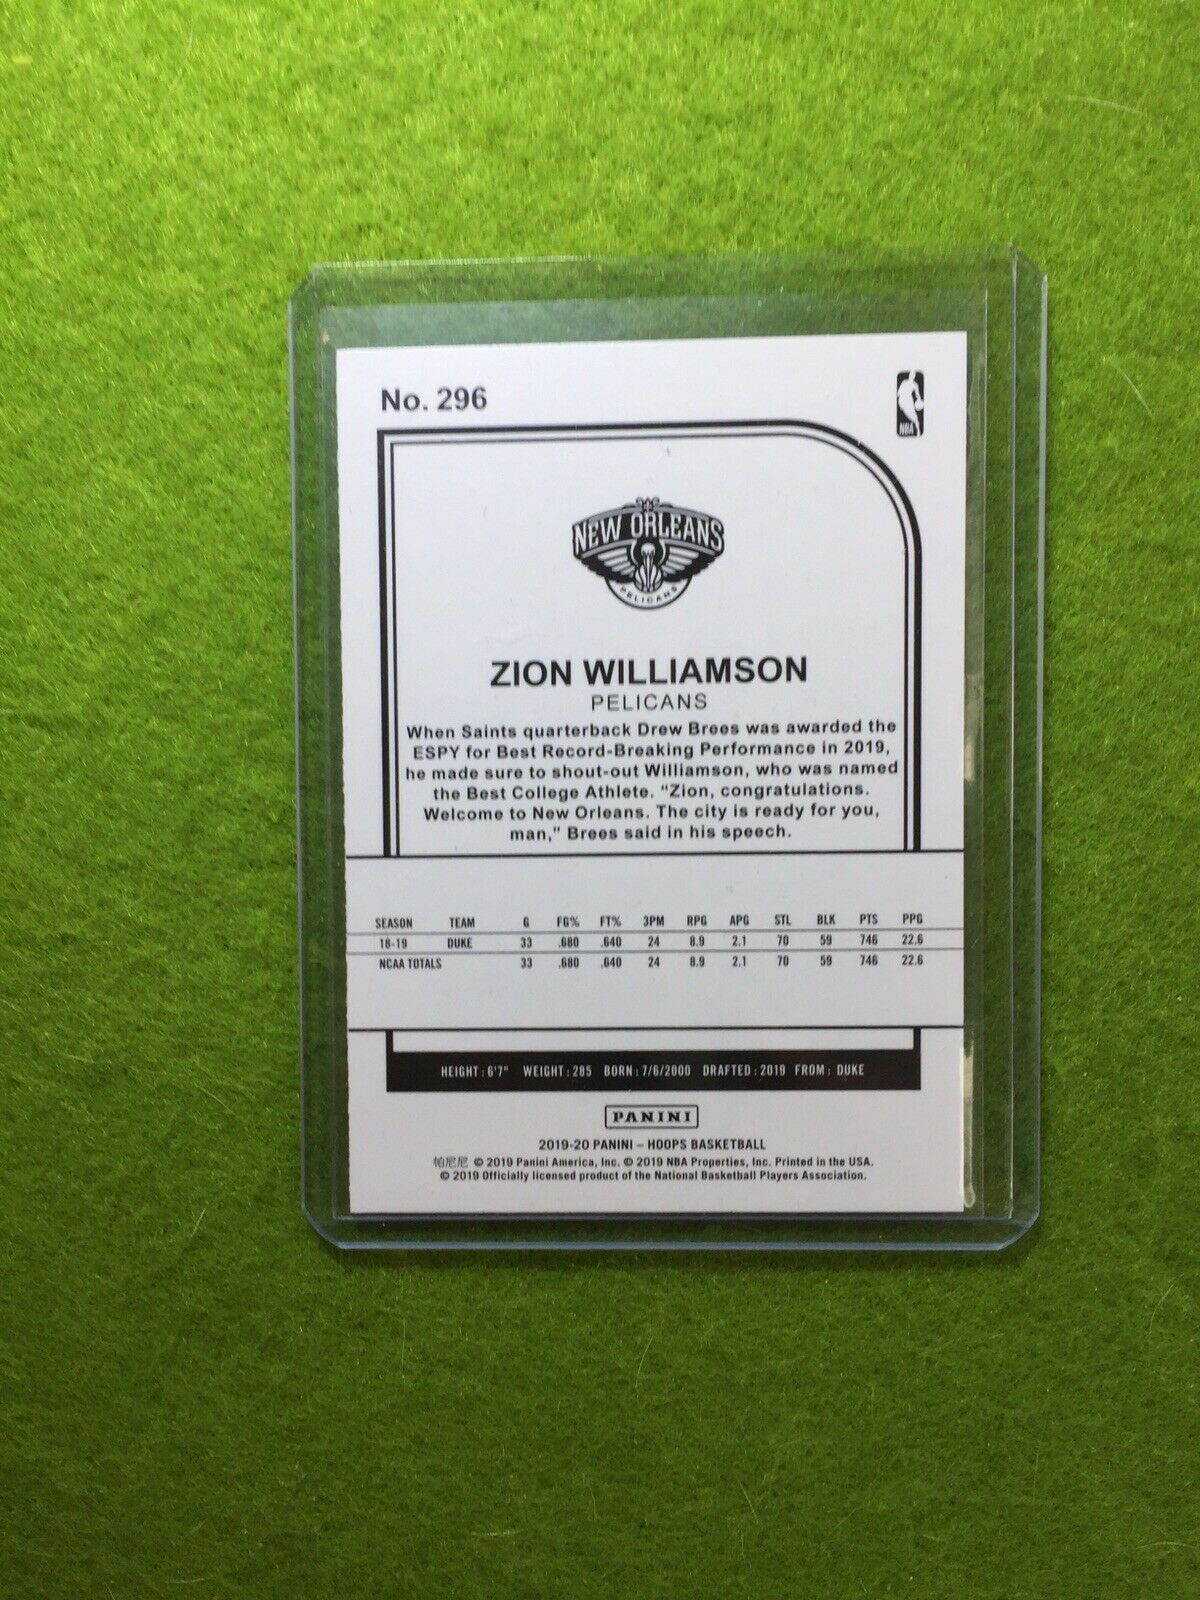 No. 296
NBA
NEW ORLEANS
PELICANS
ZION WILLIAMSON
PELICANS
When Saints quarterback Drew Brees was awarded the
ESPY for Best Record-Breaking Performance in 2019,
he made sure to shout-out Williamson, who was named
the Best College Athlete. “Zion, congratulations.
Welcome to New Orleans. The city is ready for you,
man,” Brees said in his speech.
SEASON TEAM G FG% FT% 3PM RPG APG STL BLK PTS PPG
18-19 DUKE 33 .680 .640 24 8.9 2.1 70 59 746 22.6
NCAA TOTALS 33 .680 .640 24 8.9 2.1 70 59 746 22.6
HEIGHT: 6'7" WEIGHT: 285 BORN: 7/6/2000 DRAFTED: 2019 FROM: DUKE
PANINI
2019-20 PANINI – HOOPS BASKETBALL
帕尼尼 © 2019 Panini America, Inc. © 2019 NBA Properties, Inc. Printed in the USA.
© 2019 Officially licensed product of the National Basketball Players Association.